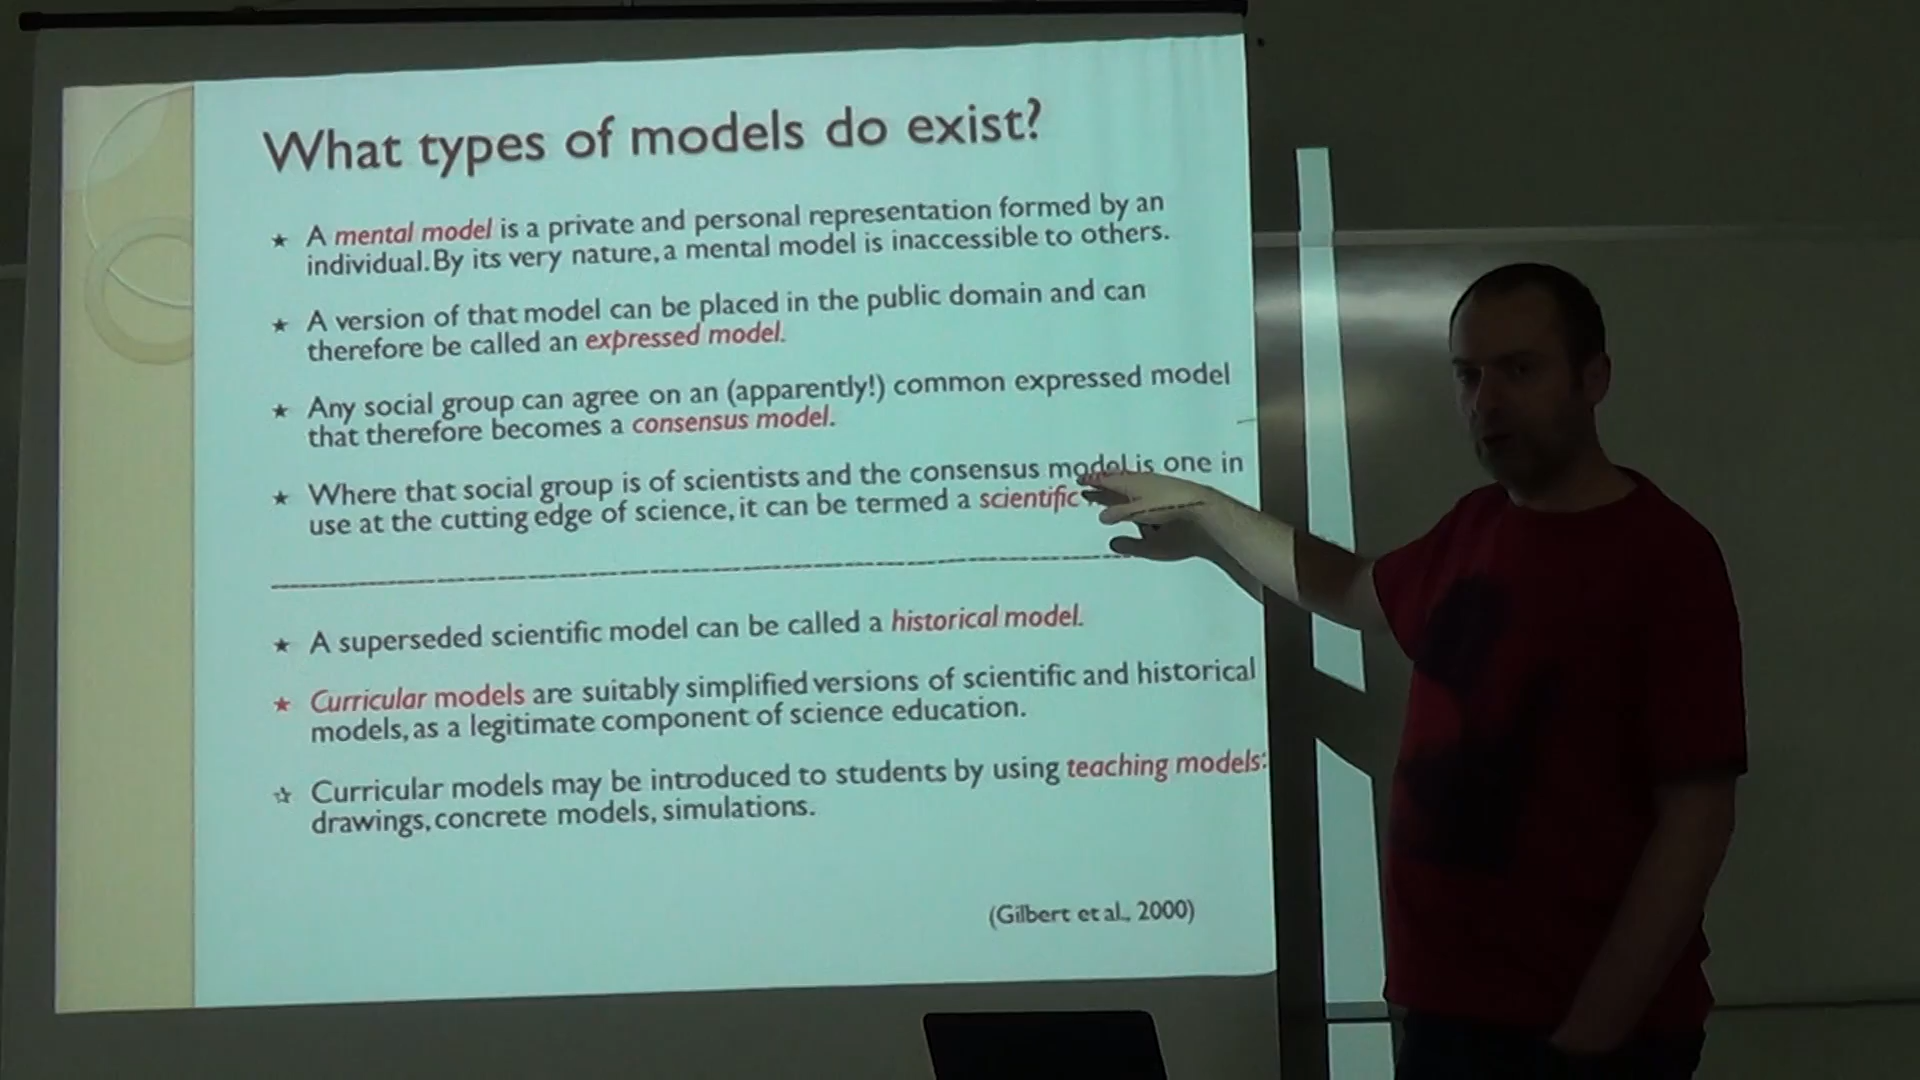 What types of models do exist?
★ A mental model is a private and personal representation formed by an
individual. By its very nature, a mental model is inaccessible to others.
★ A version of that model can be placed in the public domain and can
therefore be called an expressed model.
★ Any social group can agree on an (apparently!) common expressed model
that therefore becomes a consensus model.
★ Where that social group is of scientists and the consensus model is one in
use at the cutting edge of science, it can be termed a scientific
★ A superseded scientific model can be called a historical model.
★ Curricular models are suitably simplified versions of scientific and historical
models, as a legitimate component of science education.
☆ Curricular models may be introduced to students by using teaching models:
drawings, concrete models, simulations.
(Gilbert et al., 2000)